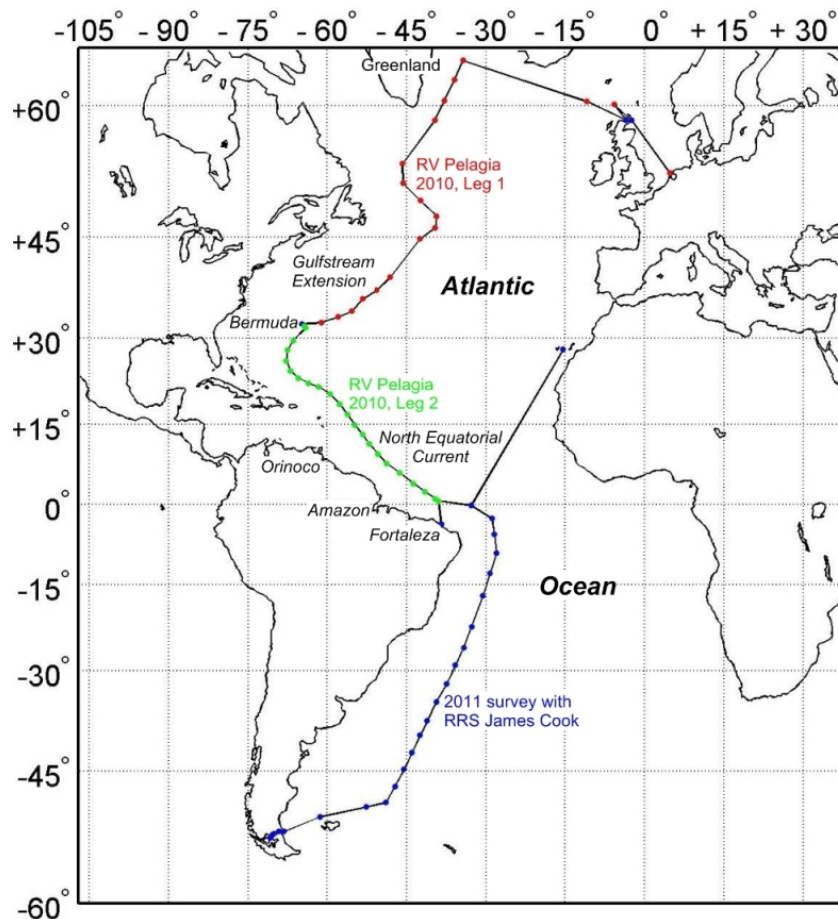 -105° - 90° -75° -60° -45° -30° -15° 0° +15° +30°
Greenland
+60°
RV Pelagia
2010, Leg 1
+45°
Gulfstream
Extension
Atlantic
Bermuda
+30°
RV Pelagia
2010, Leg 2
+15°
North Equatorial
Current
Orinoco
0°
Amazon
Fortaleza
Ocean
-15°
-30°
2011 survey with
RRS James Cook
-45°
-60°